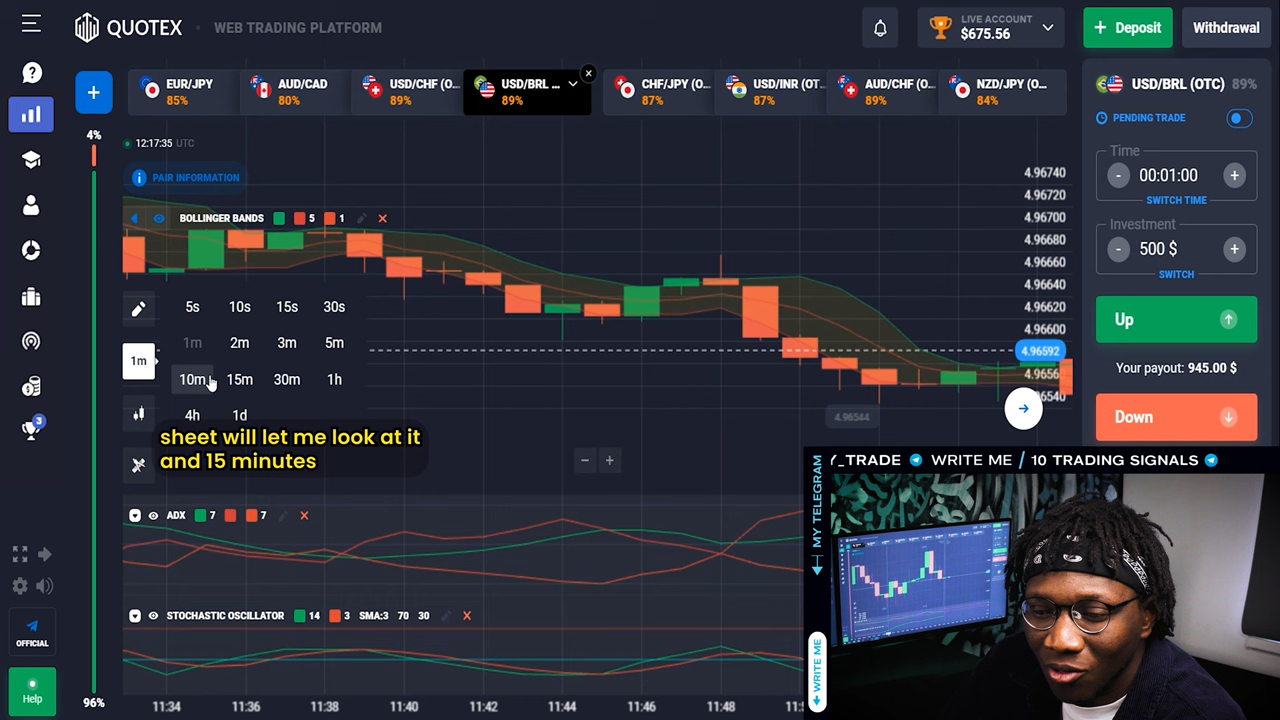 QUOTEX
WEB TRADING PLATFORM
LIVE ACCOUNT
$675.56
+ Deposit
Withdrawal
EUR/JPY
85%
AUD/CAD
80%
USD/CHF (O...
89%
USD/BRL ...
89%
CHF/JPY (O...
87%
USD/INR (OT...
87%
AUD/CHF (O...
89%
NZD/JPY (O...
84%
USD/BRL (OTC) 89%
PENDING TRADE
Time
- 00:01:00 +
SWITCH TIME
Investment
- 500 $ +
SWITCH
Up
Your payout: 945.00 $
Down
4%
96%
12:17:35 UTC
PAIR INFORMATION
BOLLINGER BANDS 5 1
4.96740
4.96720
4.96700
4.96680
4.96660
4.96640
4.96620
4.96600
4.96592
4.96560
4.96540
4.96544
5s 10s 15s 30s
1m 2m 3m 5m
1m
10m 15m 30m 1h
4h 1d
sheet will let me look at it
and 15 minutes
- +
ADX 7 7
STOCHASTIC OSCILLATOR 14 3 SMA:3 70 30
11:34 11:36 11:38 11:40 11:42 11:44 11:46 11:48
3
OFFICIAL
Help
Y_TRADE WRITE ME / 10 TRADING SIGNALS
MY TELEGRAM
WRITE ME